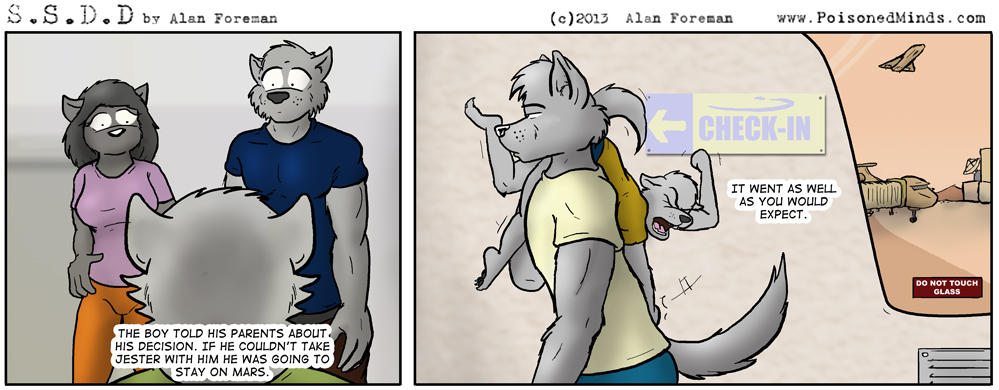 S.S.D.D by Alan Foreman
(c)2013 Alan Foreman
www.PoisonedMinds.com
THE BOY TOLD HIS PARENTS ABOUT
HIS DECISION. IF HE COULDN'T TAKE
JESTER WITH HIM HE WAS GOING TO
STAY ON MARS.
CHECK-IN
IT WENT AS WELL
AS YOU WOULD
EXPECT.
DO NOT TOUCH
GLASS